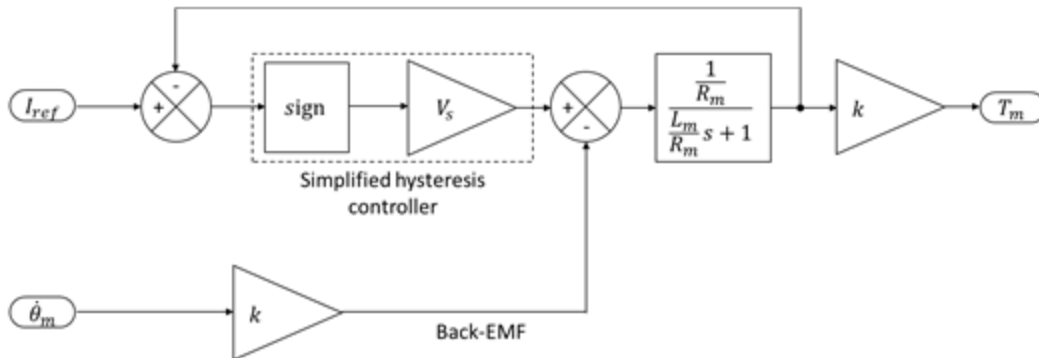 -
I_ref
+
sign
V_s
+
-
1
R_m
L_m
R_m
s + 1
k
T_m
Simplified hysteresis
controller
θ̇_m
k
Back-EMF